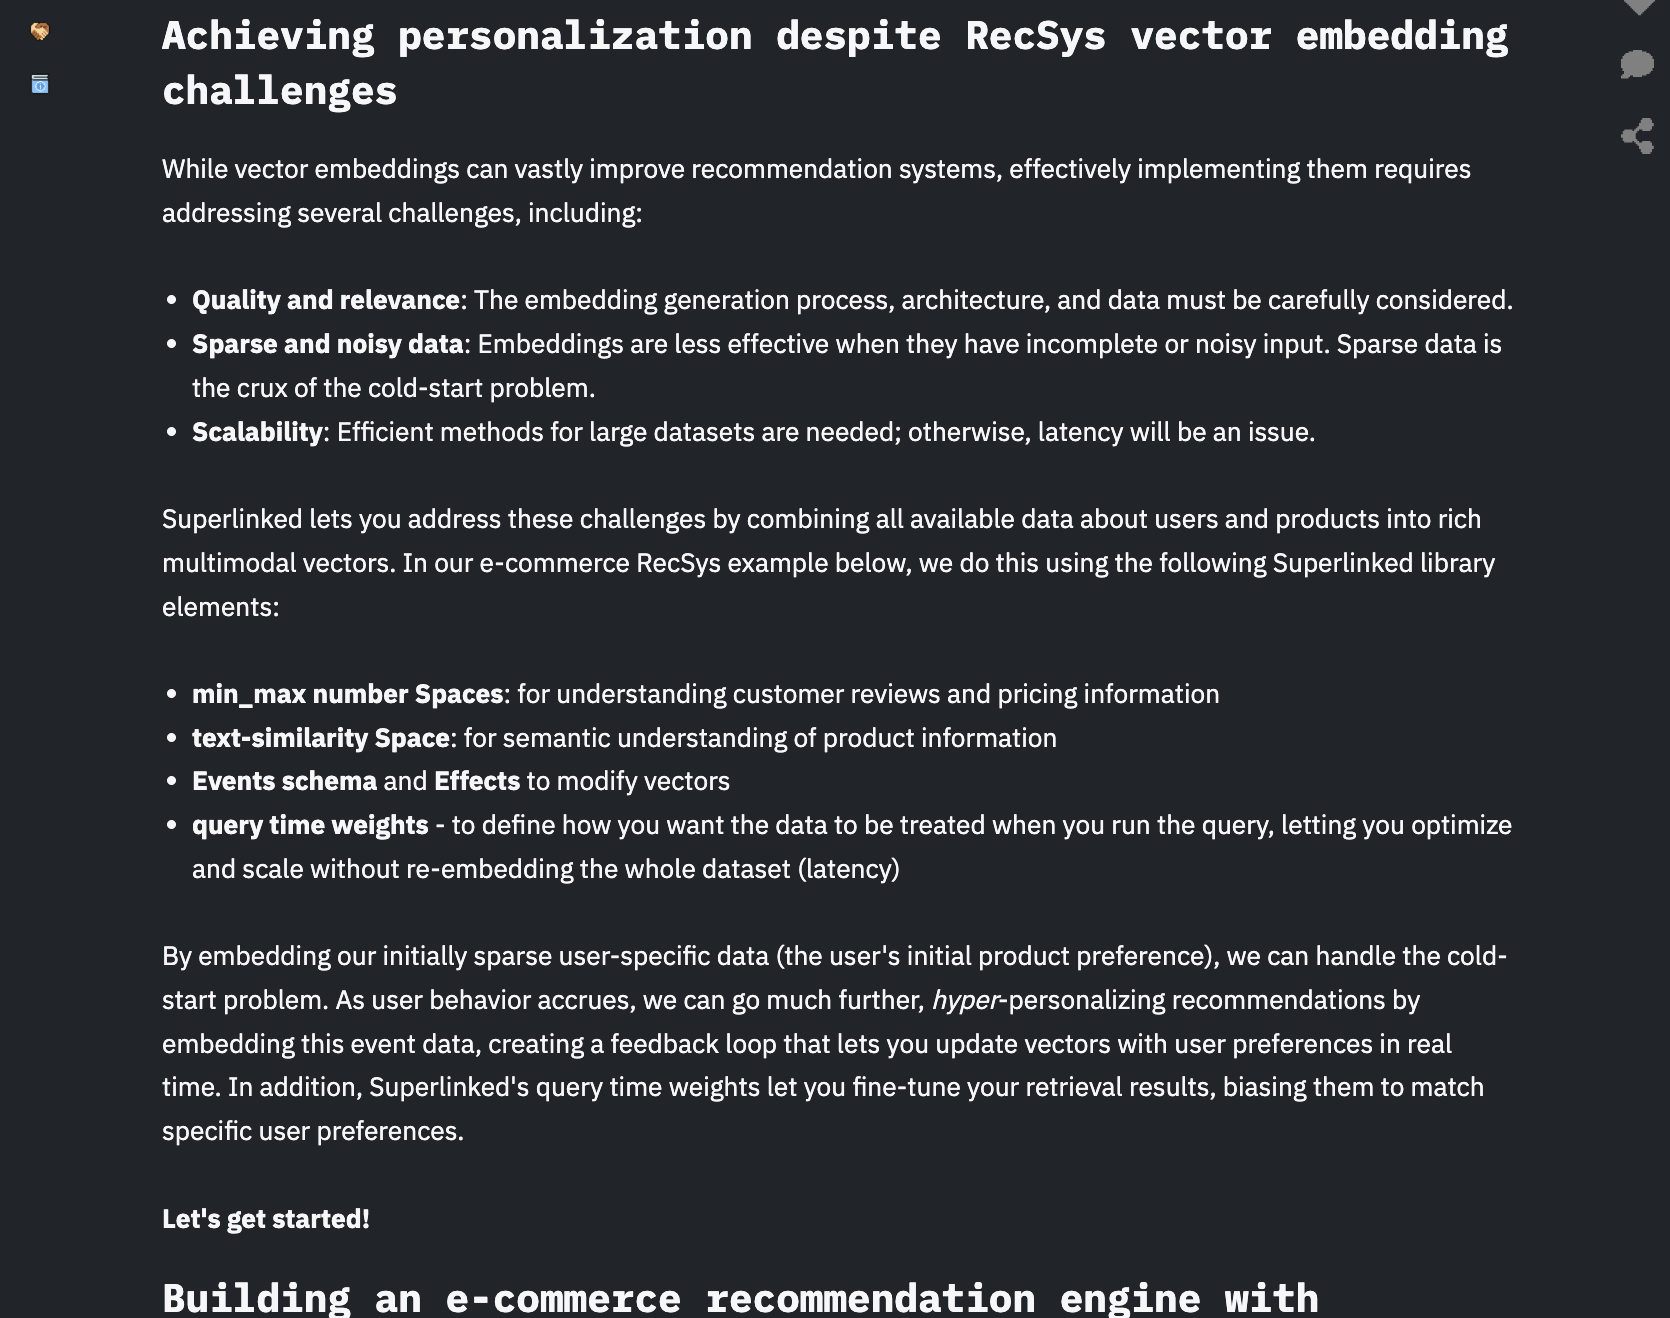 Achieving personalization despite RecSys vector embedding
challenges
While vector embeddings can vastly improve recommendation systems, effectively implementing them requires
addressing several challenges, including:
• Quality and relevance: The embedding generation process, architecture, and data must be carefully considered.
• Sparse and noisy data: Embeddings are less effective when they have incomplete or noisy input. Sparse data is
the crux of the cold-start problem.
• Scalability: Efficient methods for large datasets are needed; otherwise, latency will be an issue.
Superlinked lets you address these challenges by combining all available data about users and products into rich
multimodal vectors. In our e-commerce RecSys example below, we do this using the following Superlinked library
elements:
• min_max number Spaces: for understanding customer reviews and pricing information
• text-similarity Space: for semantic understanding of product information
• Events schema and Effects to modify vectors
• query time weights - to define how you want the data to be treated when you run the query, letting you optimize
and scale without re-embedding the whole dataset (latency)
By embedding our initially sparse user-specific data (the user's initial product preference), we can handle the cold-
start problem. As user behavior accrues, we can go much further, hyper-personalizing recommendations by
embedding this event data, creating a feedback loop that lets you update vectors with user preferences in real
time. In addition, Superlinked's query time weights let you fine-tune your retrieval results, biasing them to match
specific user preferences.
Let's get started!
Building an e-commerce recommendation engine with